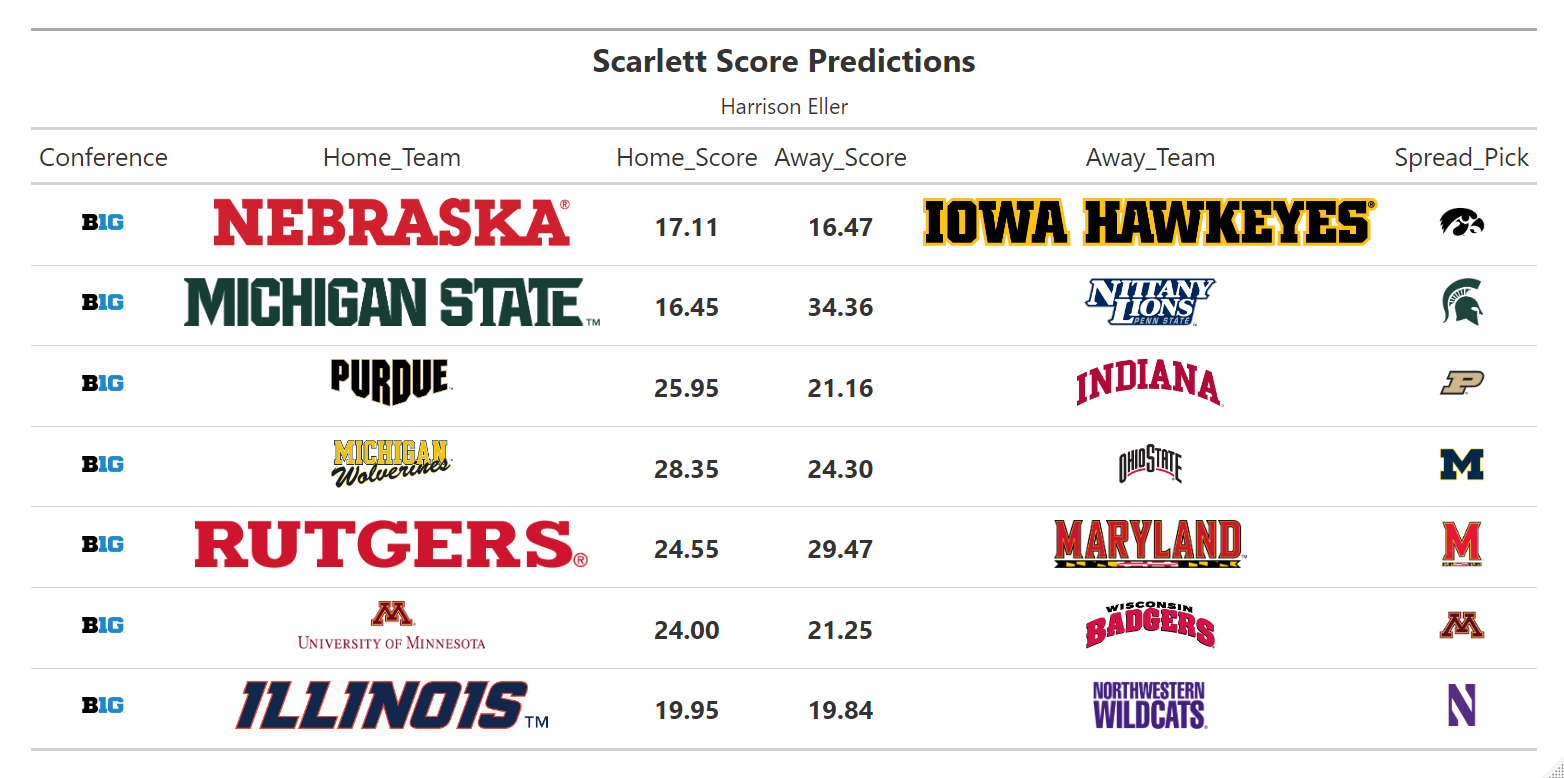 Scarlett Score Predictions
Harrison Eller
Conference Home_Team Home_Score Away_Score Away_Team Spread_Pick
B1G NEBRASKA® 17.11 16.47 IOWA HAWKEYES®
B1G MICHIGAN STATE™ 16.45 34.36 NITTANY LIONS PENN STATE
B1G PURDUE 25.95 21.16 INDIANA P
B1G MICHIGAN Wolverines 28.35 24.30 OHIO STATE M
B1G RUTGERS® 24.55 29.47 MARYLAND™ M
B1G M UNIVERSITY OF MINNESOTA 24.00 21.25 WISCONSIN BADGERS M
B1G ILLINOIS™ 19.95 19.84 NORTHWESTERN WILDCATS N